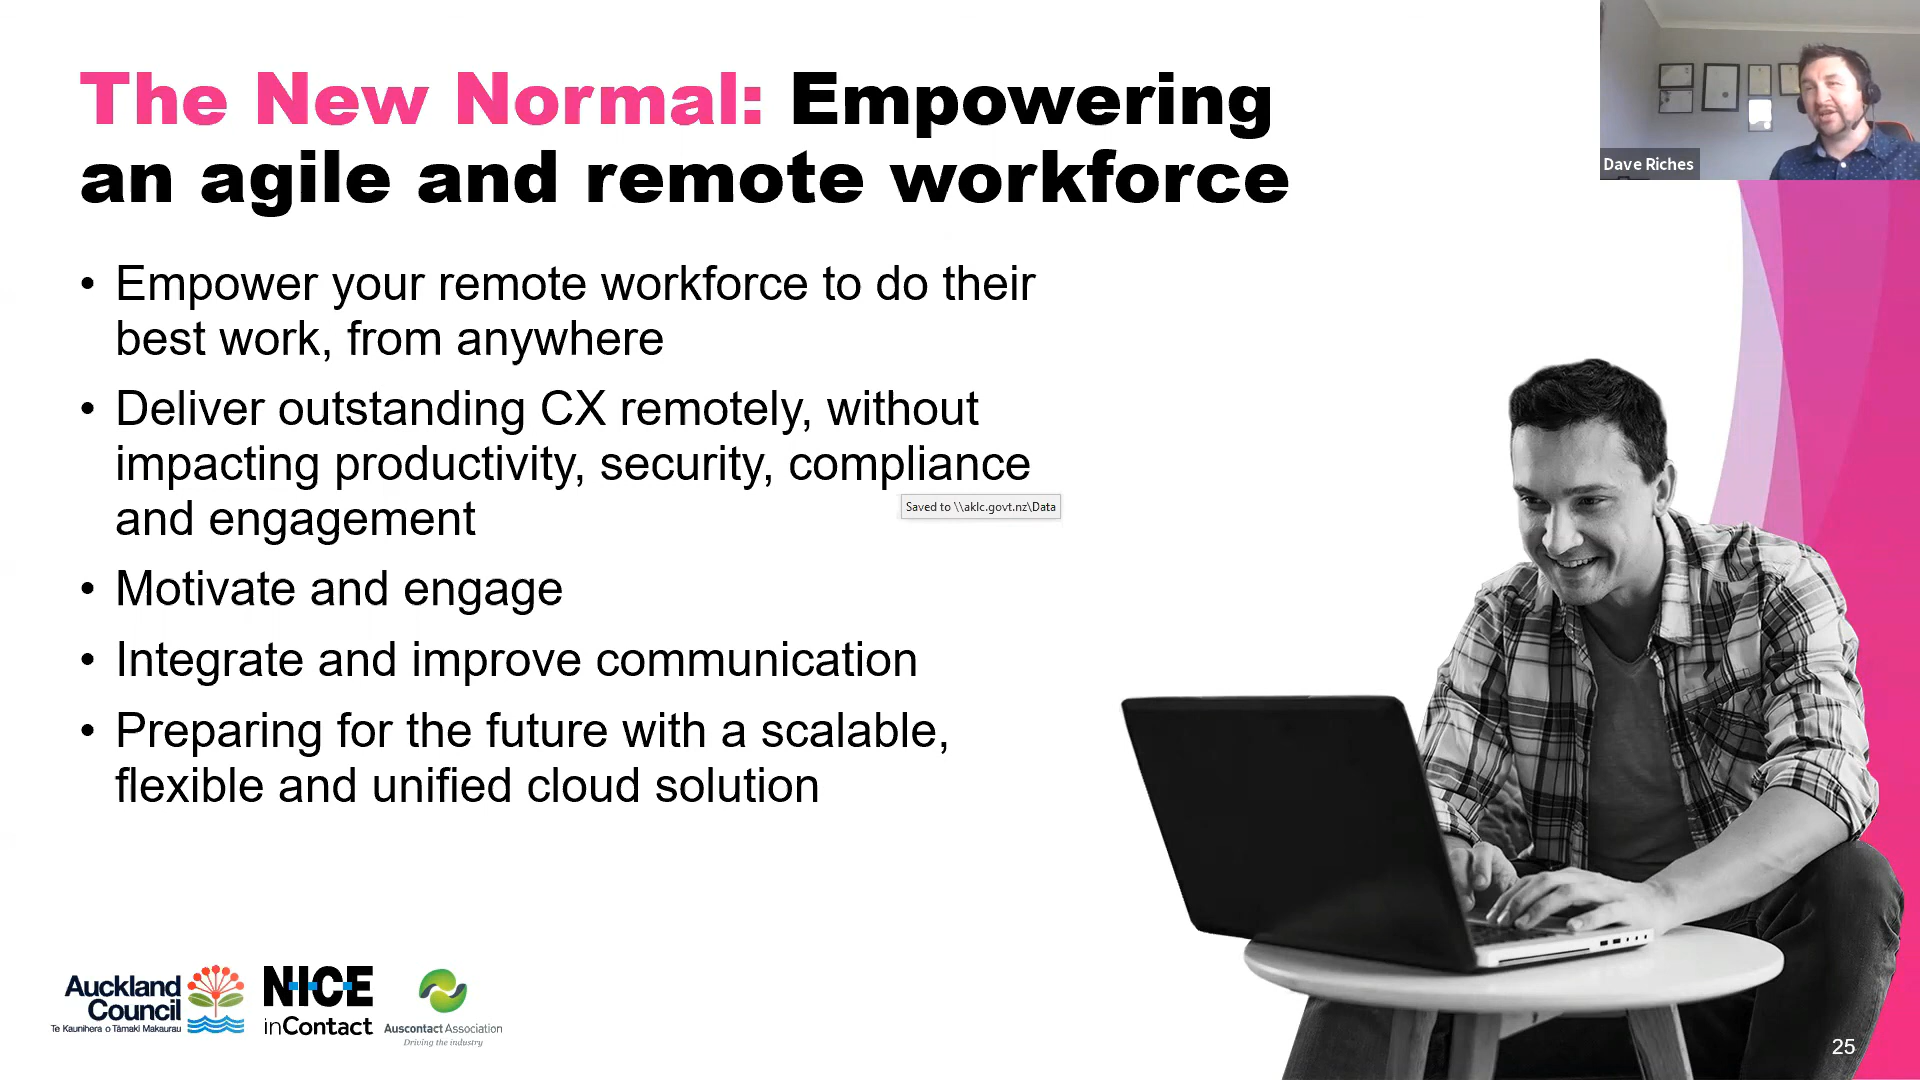 The New Normal: Empowering
an agile and remote workforce
Dave Riches
• Empower your remote workforce to do their
best work, from anywhere
• Deliver outstanding CX remotely, without
impacting productivity, security, compliance
and engagement
Saved to \\aklc.govt.nz\Data
• Motivate and engage
• Integrate and improve communication
• Preparing for the future with a scalable,
flexible and unified cloud solution
Auckland
Council
Te Kaunihera o Tāmaki Makaurau
NICE
inContact
Auscontact Association
Driving the industry
25